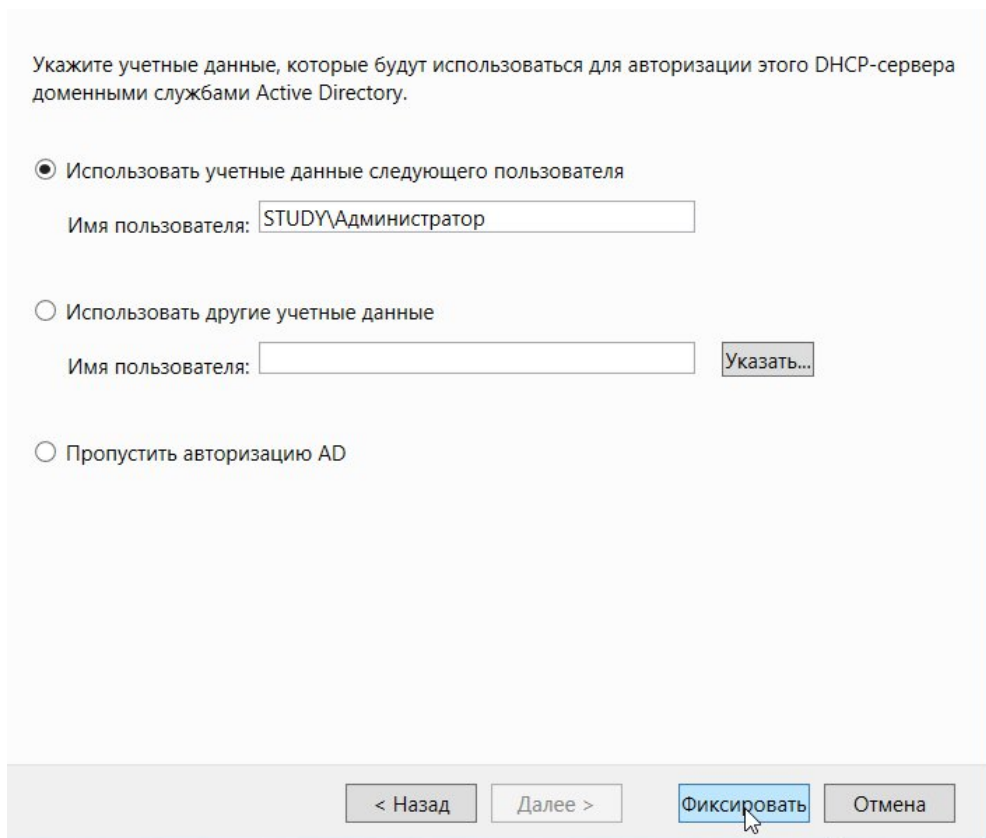 Укажите учетные данные, которые будут использоваться для авторизации этого DHCP-сервера
доменными службами Active Directory.
Использовать учетные данные следующего пользователя
Имя пользователя: STUDY\Администратор
Использовать другие учетные данные
Имя пользователя: Указать...
Пропустить авторизацию AD
< Назад Далее > Фиксировать Отмена